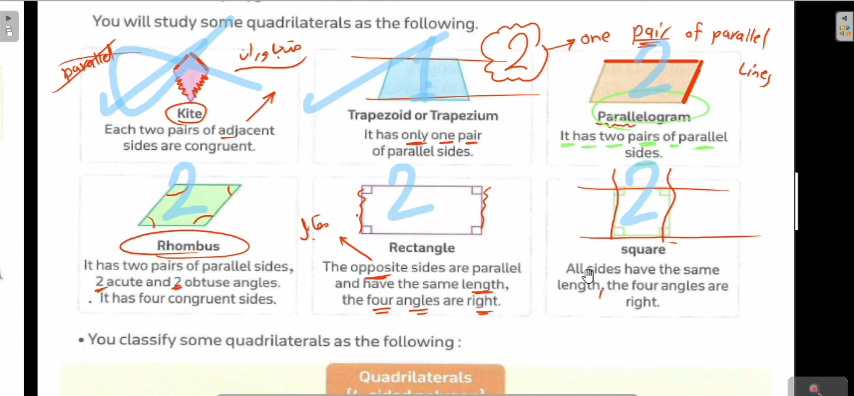 You will study some quadrilaterals as the following.
2
one pair of parallel
Lines
parallel
متجاوران
Kite
Each two pairs of adjacent
sides are congruent.
1
Trapezoid or Trapezium
It has only one pair
of parallel sides.
2
Parallelogram
It has two pairs of parallel
sides.
2
Rhombus
It has two pairs of parallel sides,
2 acute and 2 obtuse angles.
. It has four congruent sides.
2
Rectangle
The opposite sides are parallel
and have the same length,
the four angles are right.
2
square
All sides have the same
length, the four angles are
right.
• You classify some quadrilaterals as the following :
Quadrilaterals